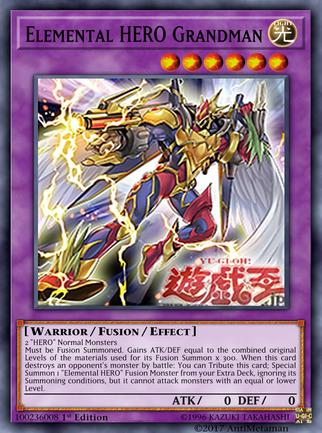 Elemental HERO Grandman
LIGHT
光
YU-GI-OH!
遊戯王
[Warrior / Fusion / Effect]
2 "HERO" Normal Monsters
Must be Fusion Summoned. Gains ATK/DEF equal to the combined original
Levels of the materials used for its Fusion Summon x 300. When this card
destroys an opponent's monster by battle: You can Tribute this card; Special
Summon 1 "Elemental HERO" Fusion Monster from your Extra Deck, ignoring its
Summoning conditions, but it cannot attack monsters with an equal or lower
Level.
ATK/ 0 DEF/ 0
100236008 1st Edition ©1996 KAZUKI TAKAHASHI
©2017 AntiMetaman